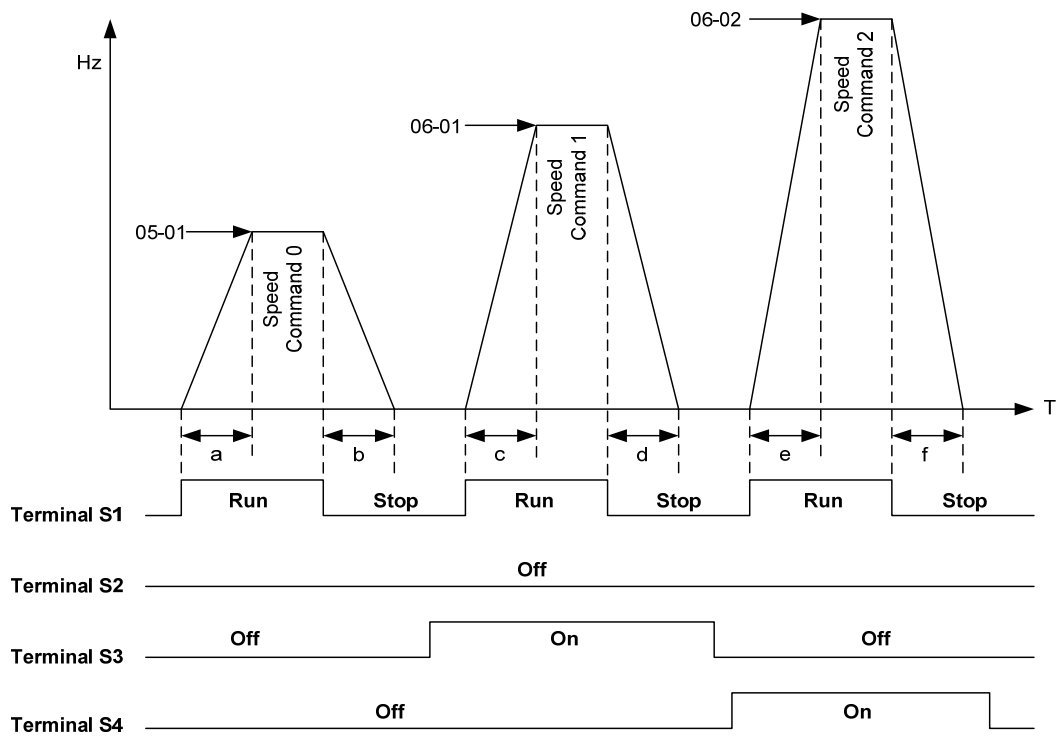 06-02
Hz
Speed
Command 2
06-01
Speed
Command 1
05-01
Speed
Command 0
T
a
b
c
d
e
f
Terminal S1
Run
Stop
Run
Stop
Run
Stop
Terminal S2
Off
Terminal S3
Off
On
Off
Terminal S4
Off
On